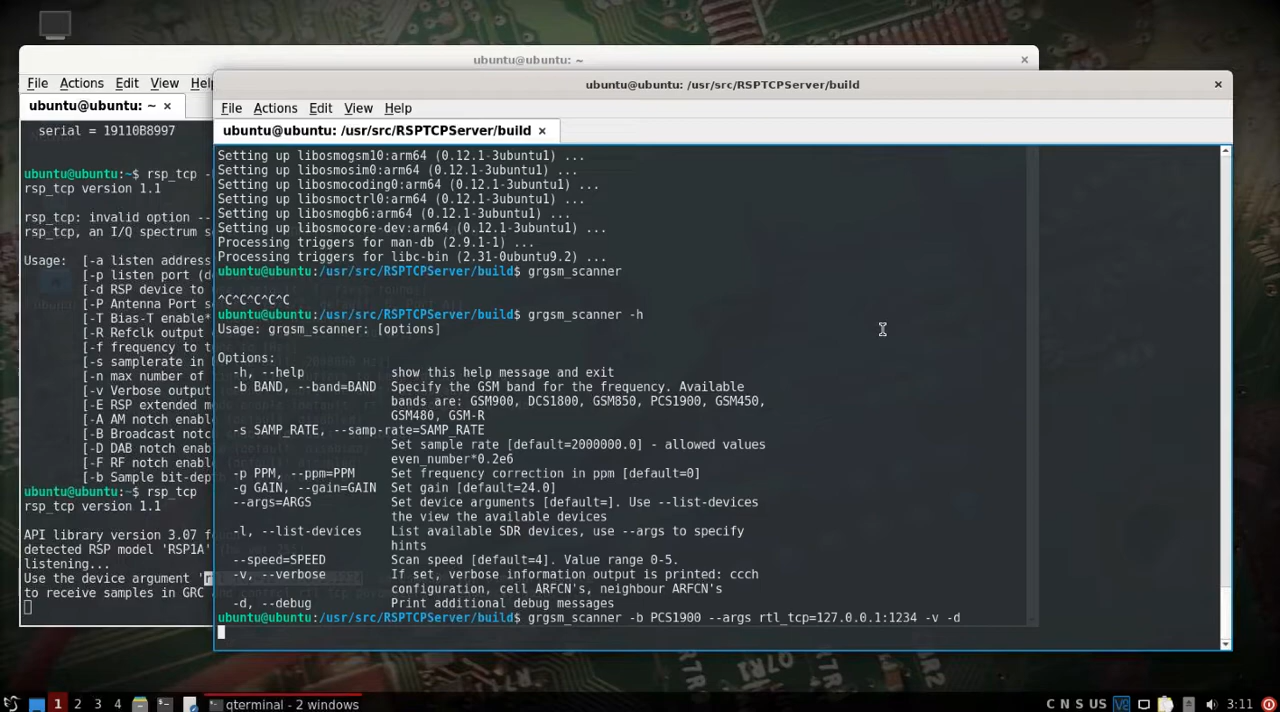 ubuntu@ubuntu: ~
×
File Actions Edit View Help
ubuntu@ubuntu: ~ ×
serial = 19110B8997
ubuntu@ubuntu:~$ rsp_tcp -
rsp_tcp version 1.1
rsp_tcp: invalid option --
rsp_tcp, an I/Q spectrum s
Usage: [-a listen address
[-p listen port (de
[-d RSP device to
[-P Antenna Port s
[-T Bias-T enable*
[-R Refclk output
[-f frequency to
[-s samplerate in
[-n max number of
[-v Verbose output
[-E RSP extended mo
[-A AM notch enabl
[-B Broadcast notc
[-D DAB notch enabl
[-F RF notch enabl
[-b Sample bit-dept
ubuntu@ubuntu:~$ rsp_tcp
rsp_tcp version 1.1
API library version 3.07 f
detected RSP model 'RSP1A'
listening...
Use the device argument 'r
to receive samples in GRC
ubuntu@ubuntu: /usr/src/RSPTCPServer/build
×
File Actions Edit View Help
ubuntu@ubuntu: /usr/src/RSPTCPServer/build ×
Setting up libosmogsm10:arm64 (0.12.1-3ubuntu1) ...
Setting up libosmosim0:arm64 (0.12.1-3ubuntu1) ...
Setting up libosmocoding0:arm64 (0.12.1-3ubuntu1) ...
Setting up libosmoctrl0:arm64 (0.12.1-3ubuntu1) ...
Setting up libosmogb6:arm64 (0.12.1-3ubuntu1) ...
Setting up libosmocore-dev:arm64 (0.12.1-3ubuntu1) ...
Processing triggers for man-db (2.9.1-1) ...
Processing triggers for libc-bin (2.31-0ubuntu9.2) ...
ubuntu@ubuntu:/usr/src/RSPTCPServer/build$ grgsm_scanner
^C^C^C^C^C
ubuntu@ubuntu:/usr/src/RSPTCPServer/build$ grgsm_scanner -h
Usage: grgsm_scanner: [options]
Options:
-h, --help show this help message and exit
-b BAND, --band=BAND Specify the GSM band for the frequency. Available
bands are: GSM900, DCS1800, GSM850, PCS1900, GSM450,
GSM480, GSM-R
-s SAMP_RATE, --samp-rate=SAMP_RATE
Set sample rate [default=2000000.0] - allowed values
even_number*0.2e6
-p PPM, --ppm=PPM Set frequency correction in ppm [default=0]
-g GAIN, --gain=GAIN Set gain [default=24.0]
--args=ARGS Set device arguments [default=]. Use --list-devices
the view the available devices
-l, --list-devices List available SDR devices, use --args to specify
hints
--speed=SPEED Scan speed [default=4]. Value range 0-5.
-v, --verbose If set, verbose information output is printed: ccch
configuration, cell ARFCN's, neighbour ARFCN's
-d, --debug Print additional debug messages
ubuntu@ubuntu:/usr/src/RSPTCPServer/build$ grgsm_scanner -b PCS1900 --args rtl_tcp=127.0.0.1:1234 -v -d
1 2 3 4 qterminal - 2 windows C N S US 3:11